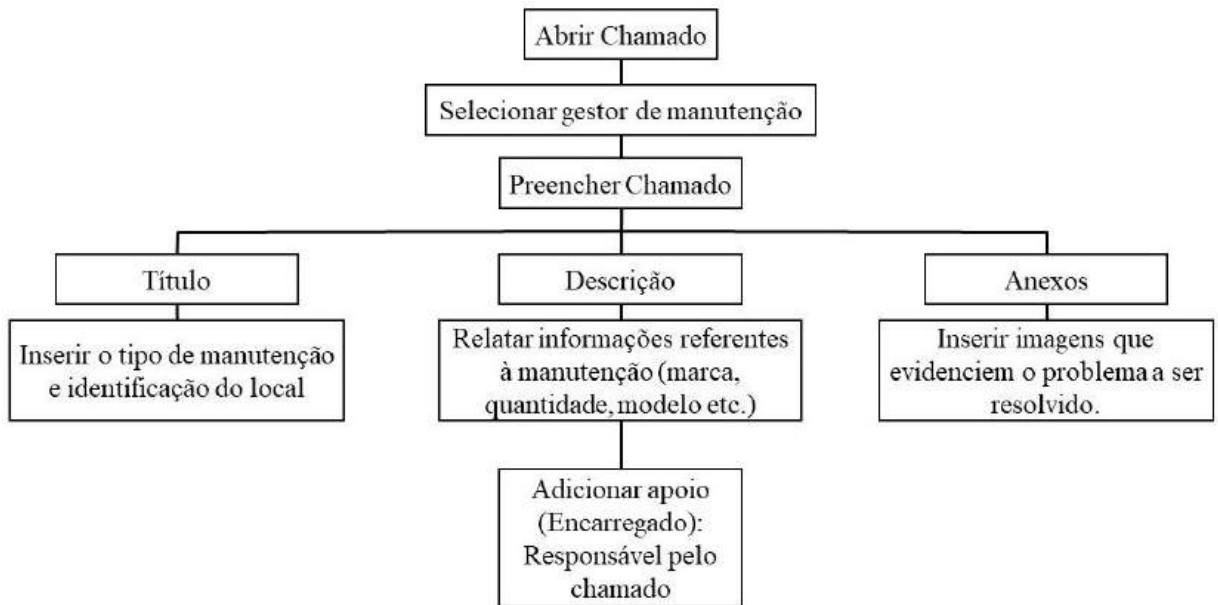 Abrir Chamado
Selecionar gestor de manutenção
Preencher Chamado
Título
Descrição
Anexos
Inserir o tipo de manutenção
e identificação do local
Relatar informações referentes
à manutenção (marca,
quantidade, modelo etc.)
Inserir imagens que
evidenciem o problema a ser
resolvido.
Adicionar apoio
(Encarregado):
Responsável pelo
chamado